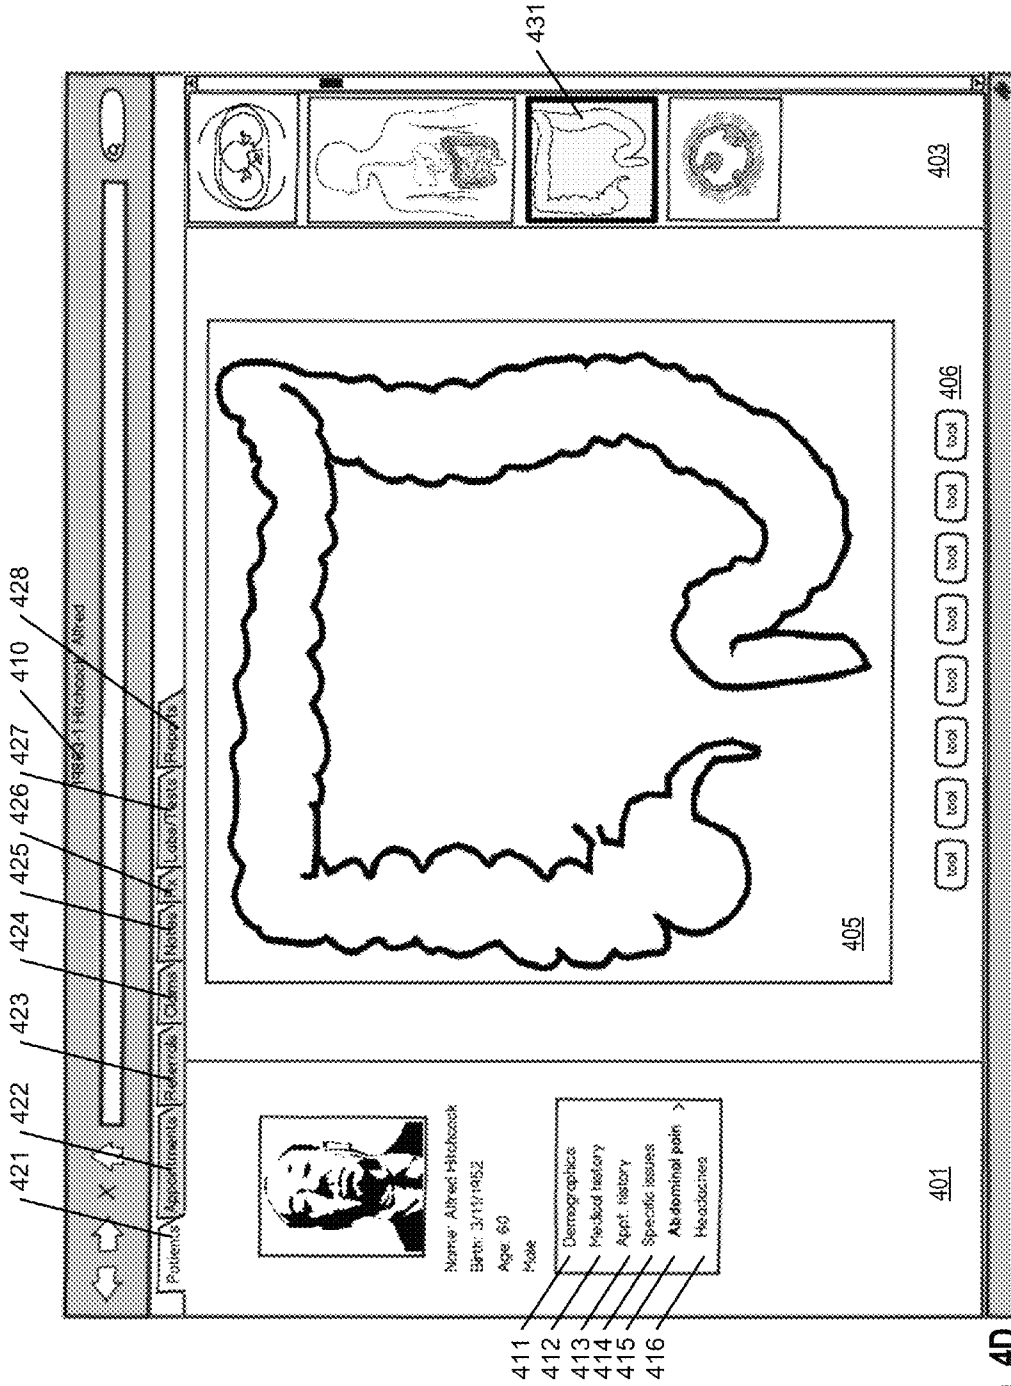 421 422 423 424 425 426 427 410 428
Hitchcock, Alfred
Patients Appointments Referrals Claims Notes Rx Labs/Tests Reports
Name: Alfred Hitchcock
Birth: 3/13/1952
Age: 60
Male
411 Demographics
412 Medical history
413 Appt. history
414 Specific issues
415 Abdominal pain >
416 Headaches
401
405
tool tool tool tool tool tool tool tool 406
431
403
4D